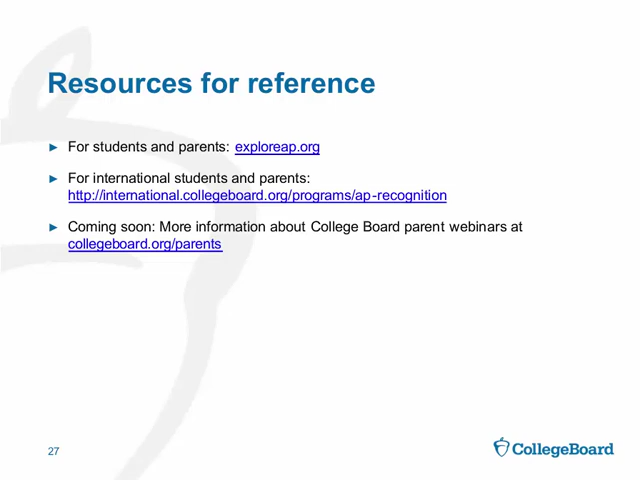 Resources for reference
► For students and parents: exploreap.org
► For international students and parents:
http://international.collegeboard.org/programs/ap-recognition
► Coming soon: More information about College Board parent webinars at
collegeboard.org/parents
27
CollegeBoard